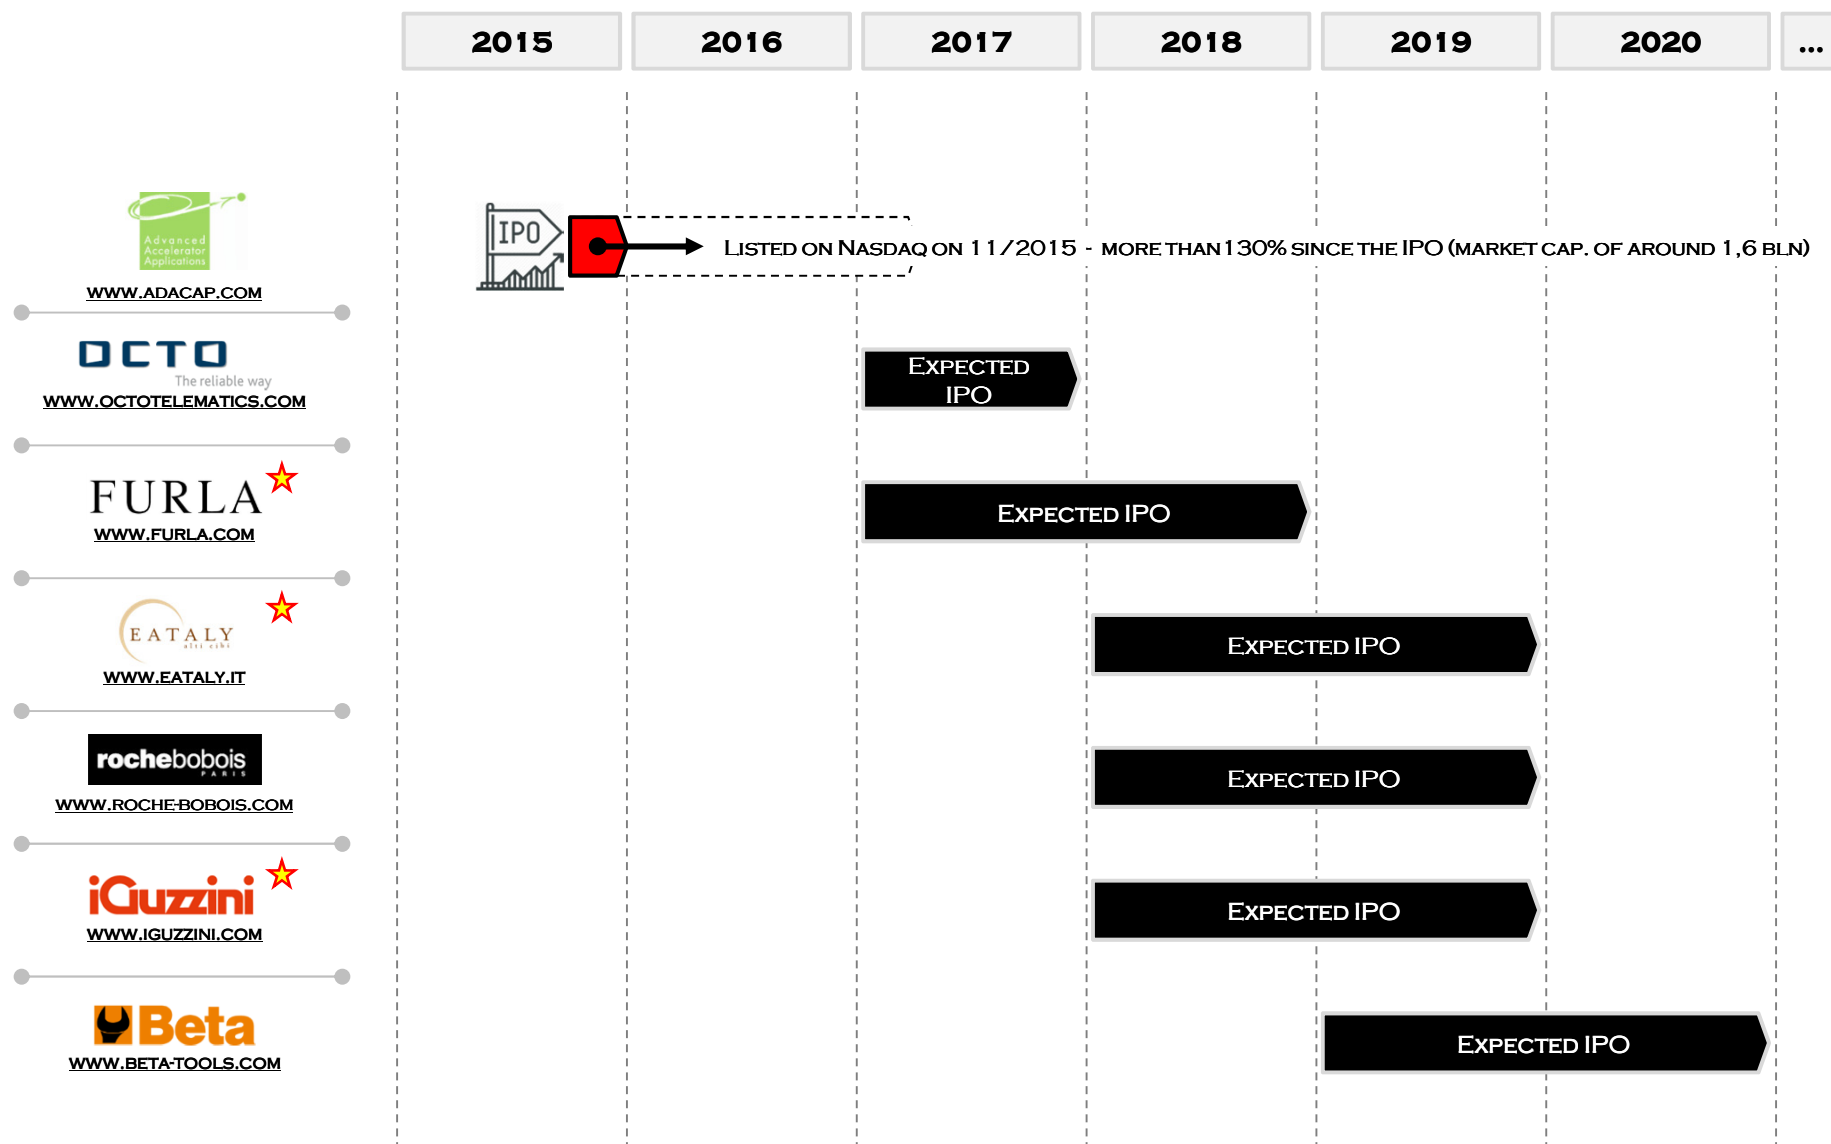 2015 2016 2017 2018 2019 2020 ...
Advanced
Accelerator
Applications
WWW.ADACAP.COM
IPO
LISTED ON NASDAQ ON 11/2015 - MORE THAN 130% SINCE THE IPO (MARKET CAP. OF AROUND 1,6 BLN)
OCTO
The reliable way
WWW.OCTOTELEMATICS.COM
EXPECTED
IPO
FURLA
WWW.FURLA.COM
EXPECTED IPO
EATALY
alti cibi
WWW.EATALY.IT
EXPECTED IPO
rochebobois
PARIS
WWW.ROCHE-BOBOIS.COM
EXPECTED IPO
iGuzzini
WWW.IGUZZINI.COM
EXPECTED IPO
Beta
WWW.BETA-TOOLS.COM
EXPECTED IPO